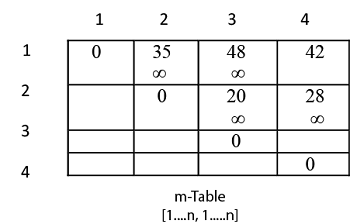 1 2 3 4
1 0 35 48 42
∞ ∞
2 0 20 28
∞ ∞
3 0
4 0
m-Table
[1....n, 1.....n]